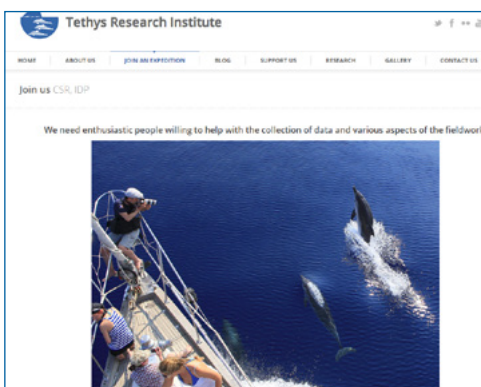 Tethys Research Institute
HOME ABOUT US JOIN AN EXPEDITION BLOG SUPPORT US RESEARCH GALLERY CONTACT US
Join us CSR, IDP
We need enthusiastic people willing to help with the collection of data and various aspects of the fieldwork